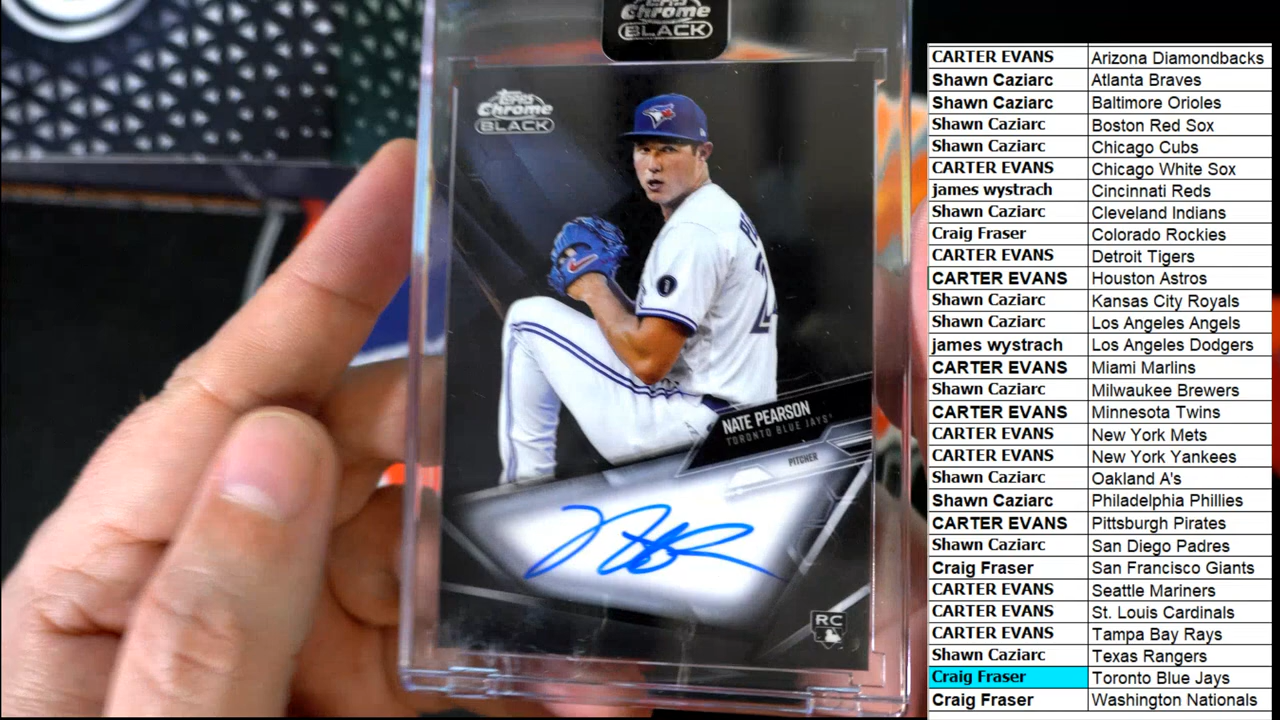 Topps
Chrome
BLACK
Topps
Chrome
BLACK
NATE PEARSON
TORONTO BLUE JAYS
PITCHER
RC
CARTER EVANS Arizona Diamondbacks
Shawn Caziarc Atlanta Braves
Shawn Caziarc Baltimore Orioles
Shawn Caziarc Boston Red Sox
Shawn Caziarc Chicago Cubs
CARTER EVANS Chicago White Sox
james wystrach Cincinnati Reds
Shawn Caziarc Cleveland Indians
Craig Fraser Colorado Rockies
CARTER EVANS Detroit Tigers
CARTER EVANS Houston Astros
Shawn Caziarc Kansas City Royals
Shawn Caziarc Los Angeles Angels
james wystrach Los Angeles Dodgers
CARTER EVANS Miami Marlins
Shawn Caziarc Milwaukee Brewers
CARTER EVANS Minnesota Twins
CARTER EVANS New York Mets
CARTER EVANS New York Yankees
Shawn Caziarc Oakland A's
Shawn Caziarc Philadelphia Phillies
CARTER EVANS Pittsburgh Pirates
Shawn Caziarc San Diego Padres
Craig Fraser San Francisco Giants
CARTER EVANS Seattle Mariners
CARTER EVANS St. Louis Cardinals
CARTER EVANS Tampa Bay Rays
Shawn Caziarc Texas Rangers
Craig Fraser Toronto Blue Jays
Craig Fraser Washington Nationals